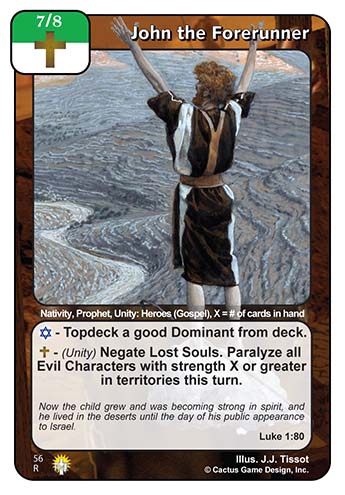 7/8
John the Forerunner
Nativity, Prophet, Unity: Heroes (Gospel), X = # of cards in hand
✡ - Topdeck a good Dominant from deck.
✝ - (Unity) Negate Lost Souls. Paralyze all
Evil Characters with strength X or greater
in territories this turn.
Now the child grew and was becoming strong in spirit, and
he lived in the deserts until the day of his public appearance
to Israel.
Luke 1:80
56
R
Illus. J.J. Tissot
© Cactus Game Design, Inc.